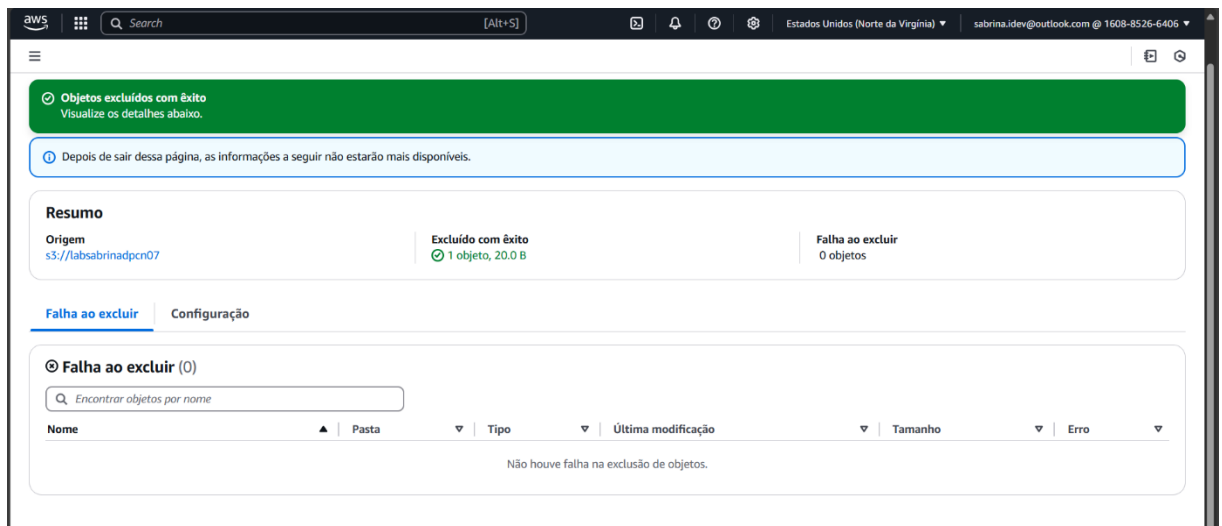 aws
Search
[Alt+S]
Estados Unidos (Norte da Virgínia)
sabrina.idev@outlook.com @ 1608-8526-6406
Objetos excluídos com êxito
Visualize os detalhes abaixo.
Depois de sair dessa página, as informações a seguir não estarão mais disponíveis.
Resumo
Origem
s3://labsabrinadpcn07
Excluído com êxito
1 objeto, 20.0 B
Falha ao excluir
0 objetos
Falha ao excluir
Configuração
Falha ao excluir (0)
Encontrar objetos por nome
Nome
Pasta
Tipo
Última modificação
Tamanho
Erro
Não houve falha na exclusão de objetos.